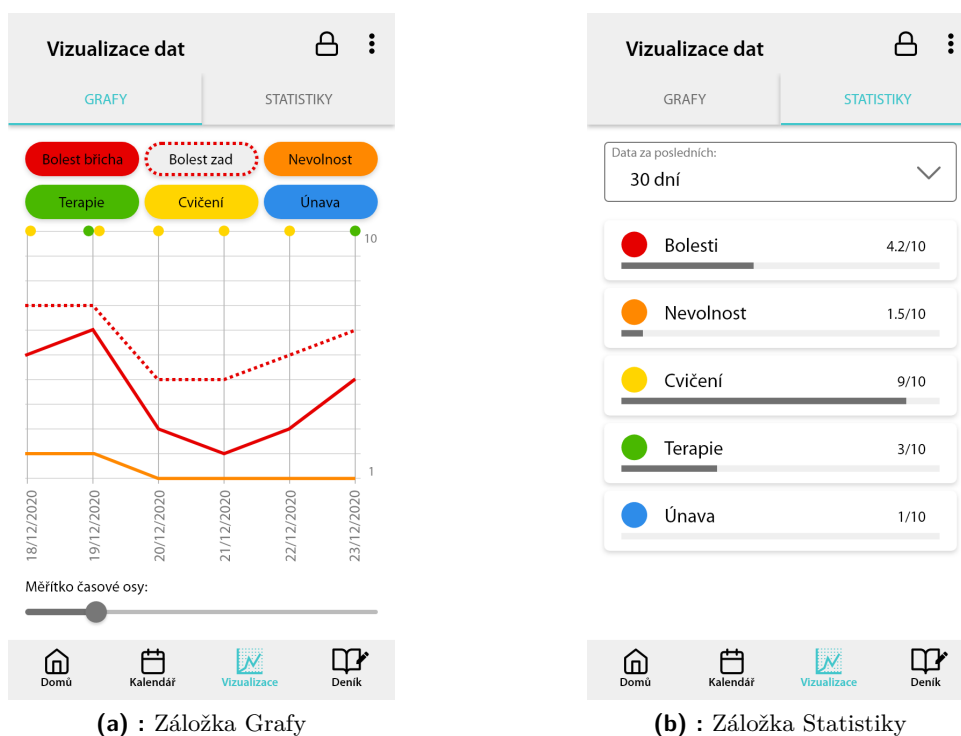 Vizualizace dat
GRAFY STATISTIKY
Bolest břicha Bolest zad Nevolnost
Terapie Cvičení Únava
10
1
18/12/2020 19/12/2020 20/12/2020 21/12/2020 22/12/2020 23/12/2020
Měřítko časové osy:
Domů Kalendář Vizualizace Deník
(a) : Záložka Grafy
Vizualizace dat
GRAFY STATISTIKY
Data za posledních:
30 dní
Bolesti 4.2/10
Nevolnost 1.5/10
Cvičení 9/10
Terapie 3/10
Únava 1/10
Domů Kalendář Vizualizace Deník
(b) : Záložka Statistiky